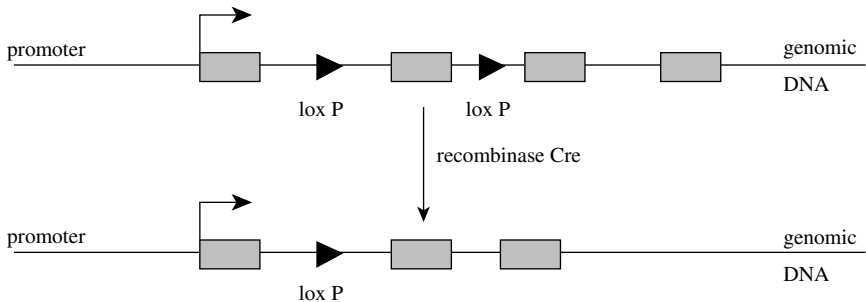 promoter
genomic
DNA
lox P
lox P
recombinase Cre
promoter
genomic
DNA
lox P